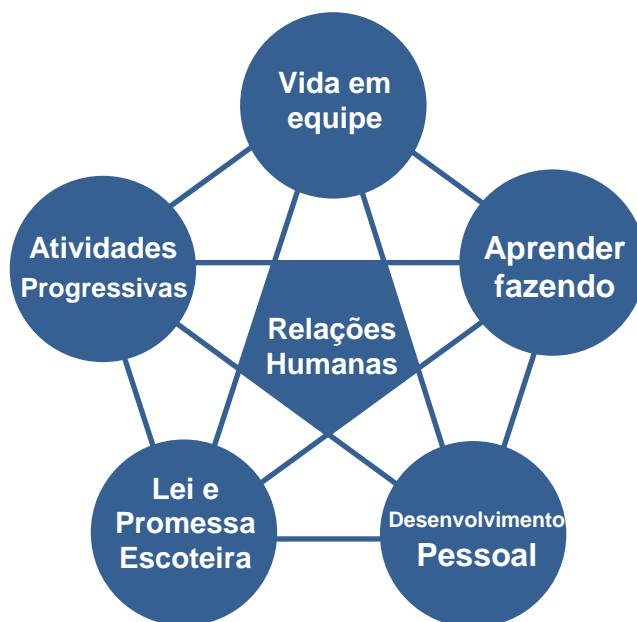 Vida em
equipe
Atividades
Progressivas
Aprender
fazendo
Relações
Humanas
Lei e
Promessa
Escoteira
Desenvolvimento
Pessoal